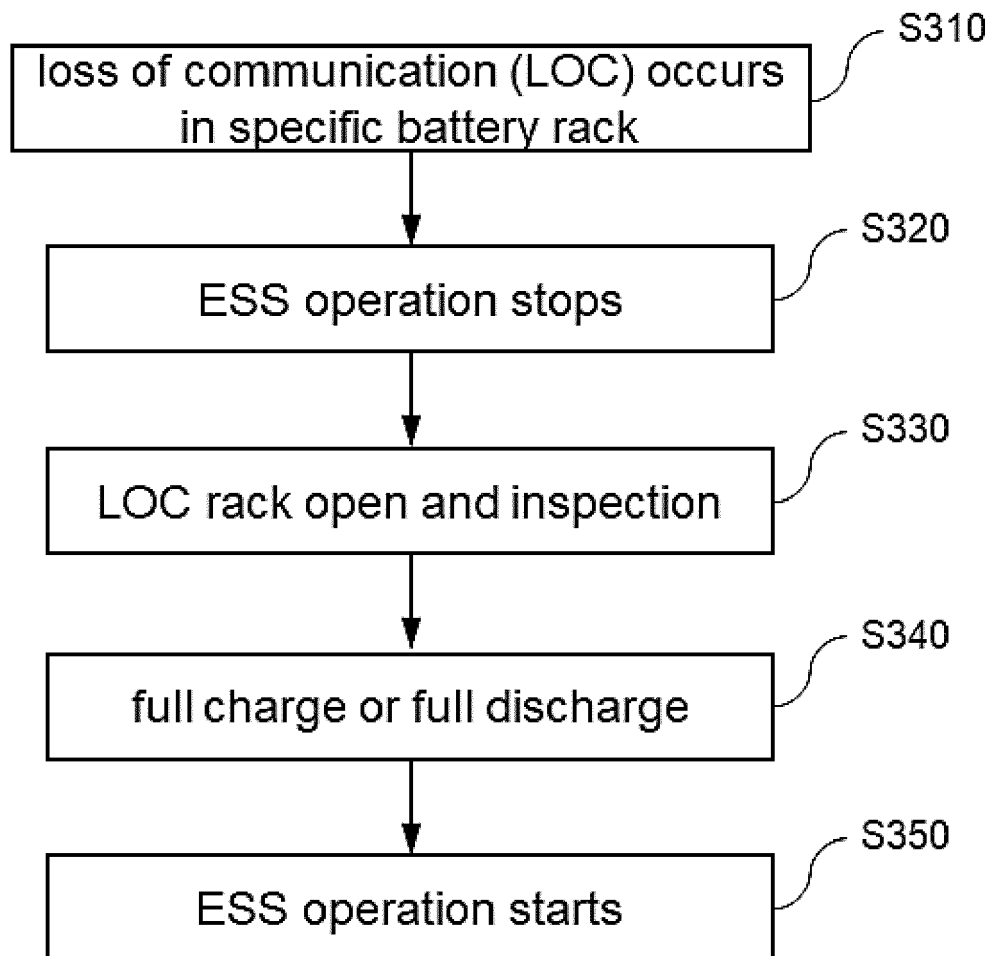 S310
loss of communication (LOC) occurs
in specific battery rack
S320
ESS operation stops
S330
LOC rack open and inspection
S340
full charge or full discharge
S350
ESS operation starts